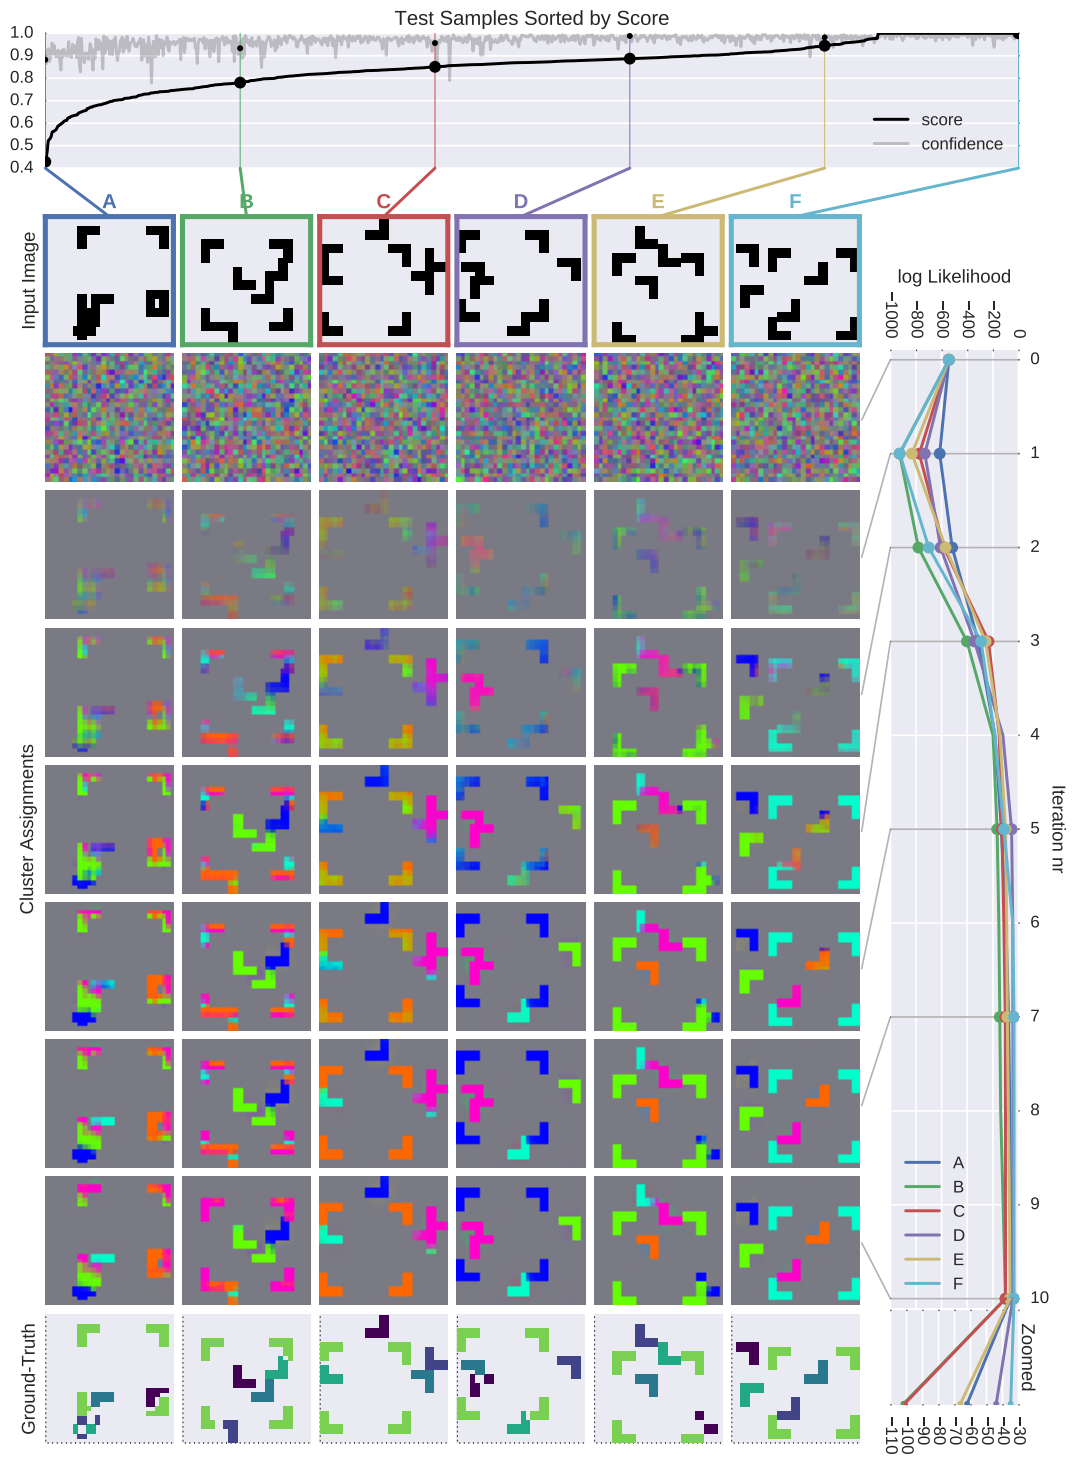 Test Samples Sorted by Score
1.0
0.9
0.8
0.7
0.6
0.5
0.4
score
confidence
A B C D E F
Input Image
log Likelihood
−1000 −800 −600 −400 −200 0
0
1
2
3
4
5
6
7
8
9
10
Iteration nr
Cluster Assignments
A
B
C
D
E
F
Zoomed
Ground-Truth
−110 −100 −90 −80 −70 −60 −50 −40 −30